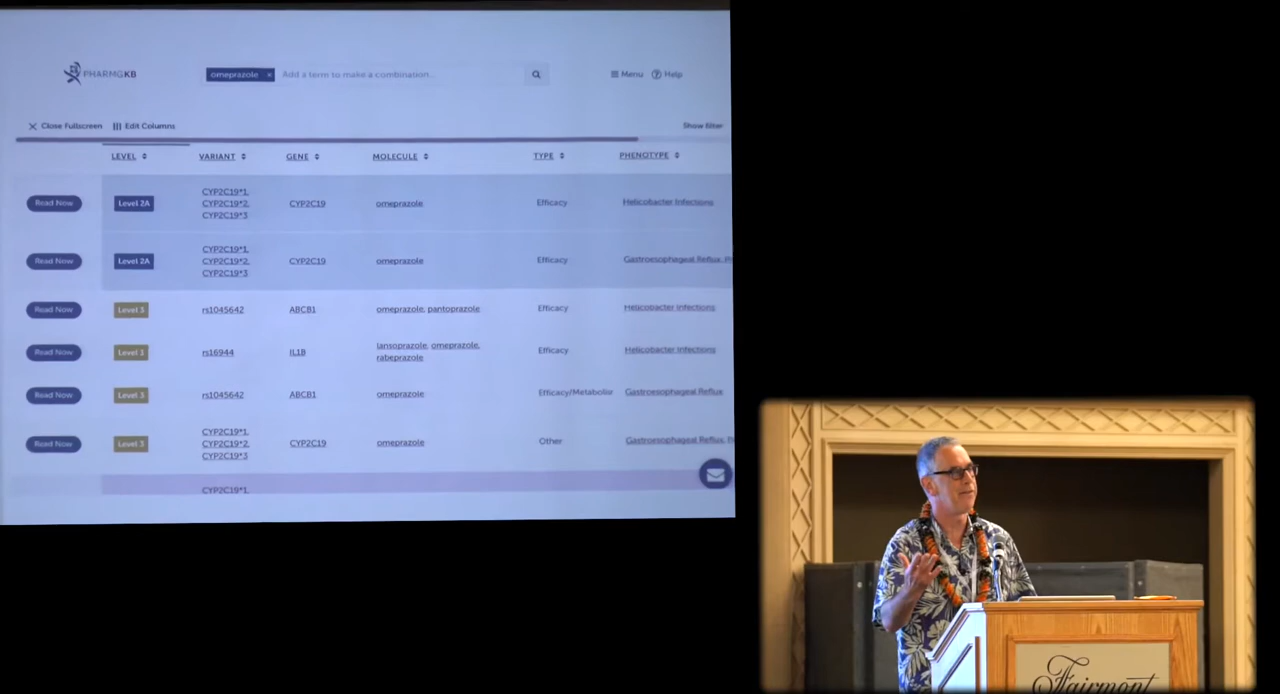 PHARMGKB omeprazole × Add a term to make a combination... Menu ? Help
Close Fullscreen Edit Columns Show filter
LEVEL VARIANT GENE MOLECULE TYPE PHENOTYPE
CYP2C19*1,
Read Now Level 2A CYP2C19*2, CYP2C19 omeprazole Efficacy Helicobacter Infections
CYP2C19*3
CYP2C19*1,
Read Now Level 2A CYP2C19*2, CYP2C19 omeprazole Efficacy Gastroesophageal Reflux,
CYP2C19*3
Read Now Level 3 rs1045642 ABCB1 omeprazole, pantoprazole Efficacy Helicobacter Infections
lansoprazole, omeprazole,
Read Now Level 3 rs16944 IL1B Efficacy Helicobacter Infections
rabeprazole
Read Now Level 3 rs1045642 ABCB1 omeprazole Efficacy/Metabolism Gastroesophageal Reflux
CYP2C19*1,
Read Now Level 3 CYP2C19*2, CYP2C19 omeprazole Other Gastroesophageal Reflux,
CYP2C19*3
CYP2C19*1,
Fairmont